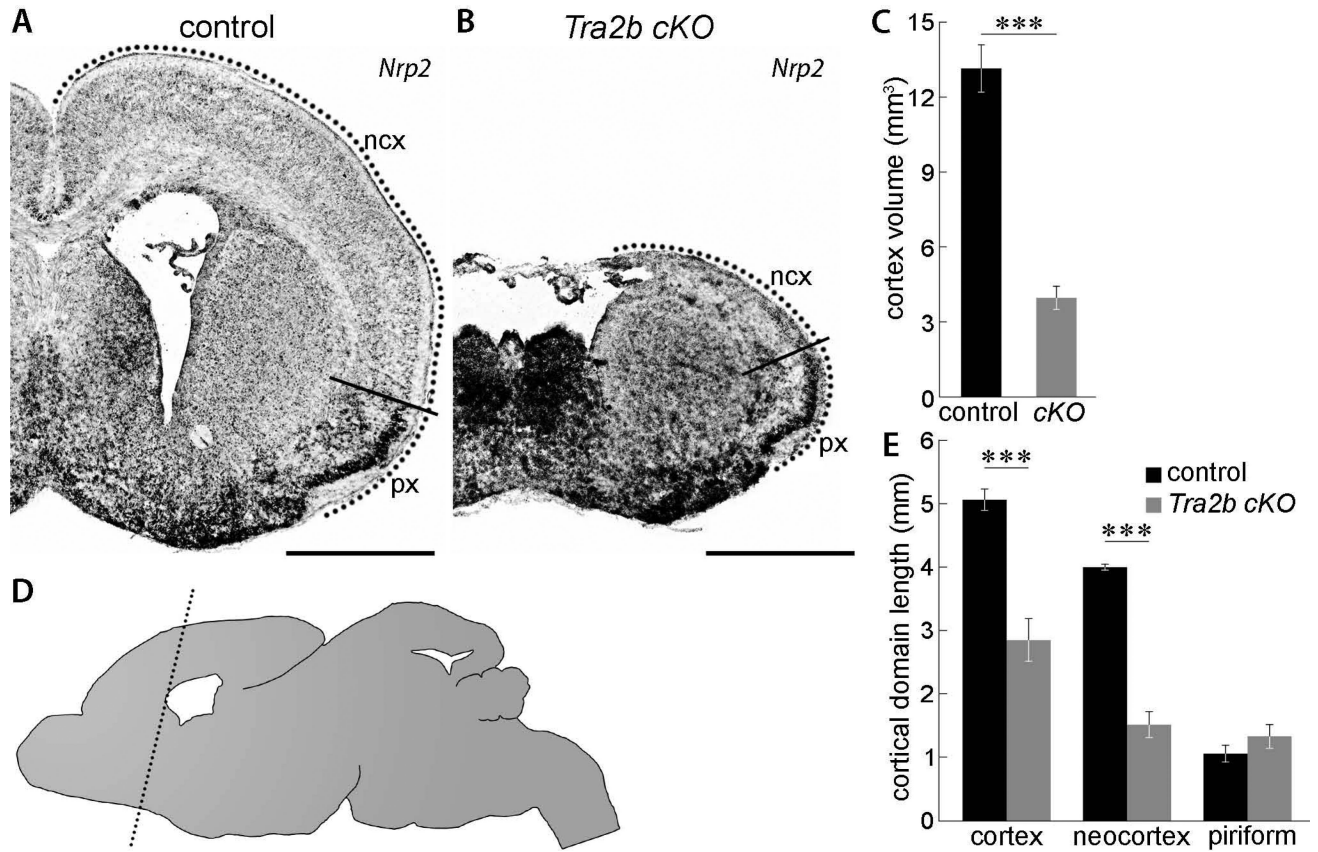 A
control
Nrp2
ncx
px
B
Tra2b cKO
Nrp2
ncx
px
C
cortex volume (mm³)
15
12
9
6
3
0
***
control
cKO
D
E
cortical domain length (mm)
6
5
4
3
2
1
0
***
***
control
Tra2b cKO
cortex
neocortex
piriform